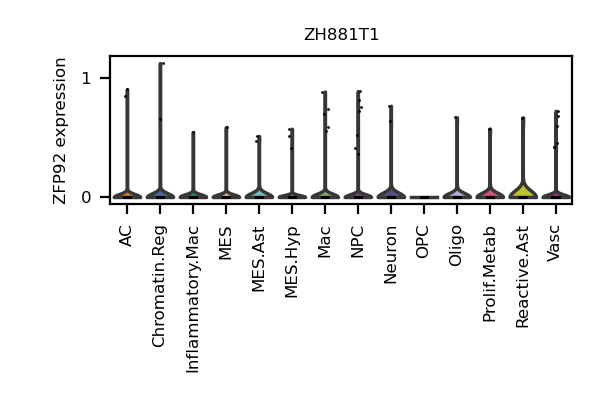 ZH881T1
ZFP92 expression
1
0
AC
Chromatin.Reg
Inflammatory.Mac
MES
MES.Ast
MES.Hyp
Mac
NPC
Neuron
OPC
Oligo
Prolif.Metab
Reactive.Ast
Vasc